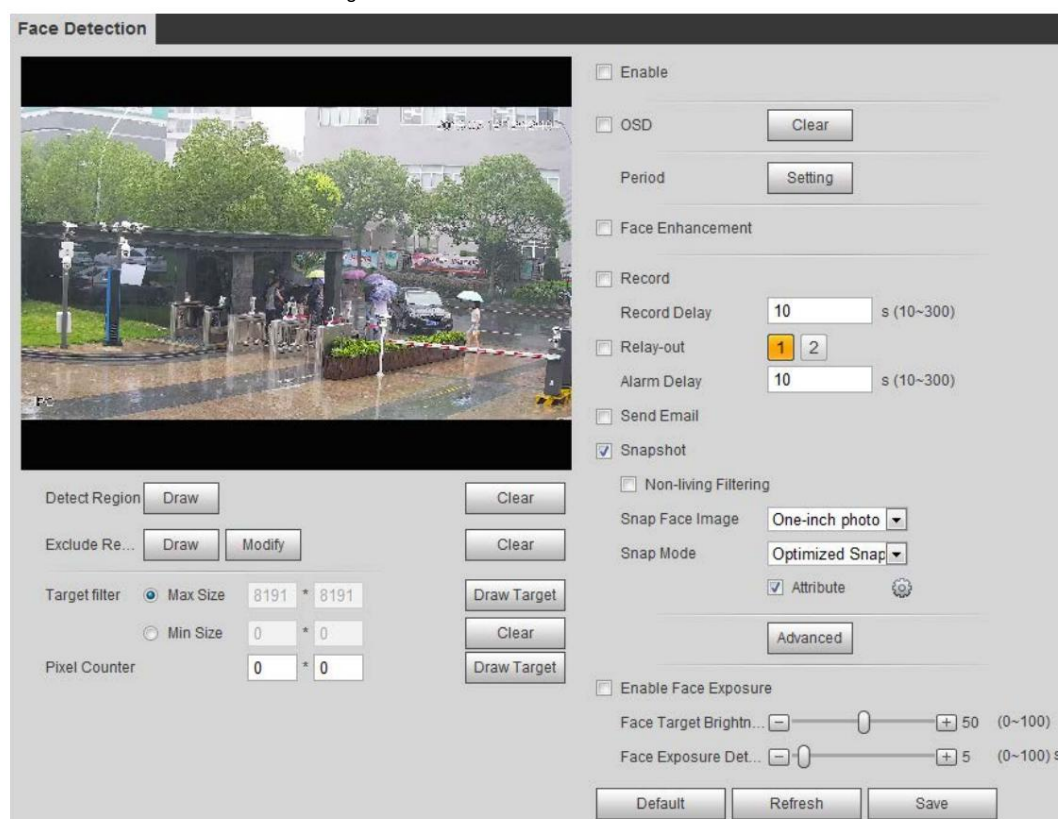 Face Detection
Enable
OSD Clear
Period Setting
Face Enhancement
Record
Record Delay 10 s (10~300)
Relay-out 1 2
Alarm Delay 10 s (10~300)
Send Email
Snapshot
Non-living Filtering
Snap Face Image One-inch photo
Snap Mode Optimized Snap
Attribute
Advanced
Enable Face Exposure
Face Target Brightn... 50 (0~100)
Face Exposure Det... 5 (0~100) s
Default Refresh Save
IPC
Detect Region Draw Clear
Exclude Re... Draw Modify Clear
Target filter Max Size 8191 * 8191 Draw Target
Min Size 0 * 0 Clear
Pixel Counter 0 * 0 Draw Target